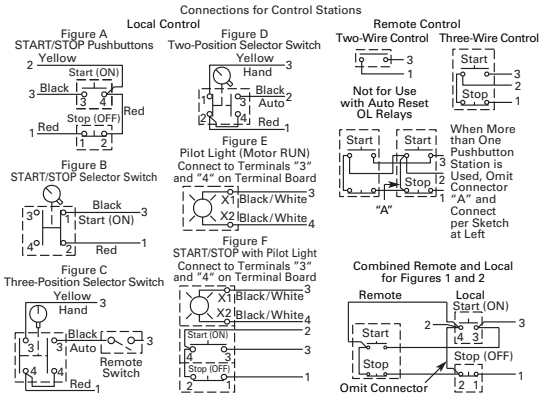 Connections for Control Stations
Local Control
Figure A
START/STOP Pushbuttons
2 Yellow
Start (ON)
3 Black
3 4
Red
Stop (OFF)
1 Red
1 2
Figure B
START/STOP Selector Switch
3 1 Black 3
Start (ON)
4 2 Red 1
Figure C
Three-Position Selector Switch
Yellow 3
Hand
3 3 Black 3
Auto
Remote
Switch
4 4
Red 1
Figure D
Two-Position Selector Switch
Yellow 3
Hand
1 3 Black 2
Auto
2 4 Red 1
Figure E
Pilot Light (Motor RUN)
Connect to Terminals "3"
and "4" on Terminal Board
3
X1 Black/White
X2 Black/White
4
Figure F
START/STOP with Pilot Light
Connect to Terminals "3"
and "4" on Terminal Board
3
X1 Black/White
X2 Black/White 4
2
Start (ON)
4 3 3
Stop (OFF)
2 1 1
Remote Control
Two-Wire Control
3
1
Not for Use
with Auto Reset
OL Relays
Three-Wire Control
Start
3
2
Stop 1
Start Start
3
Stop 2
1
"A"
When More
than One
Pushbutton
Station is
Used, Omit
Connector
"A" and
Connect
per Sketch
at Left
Combined Remote and Local
for Figures 1 and 2
Remote Local
Start (ON)
2 3
4 3
Start
Stop (OFF)
Stop 1
2 1
Omit Connector